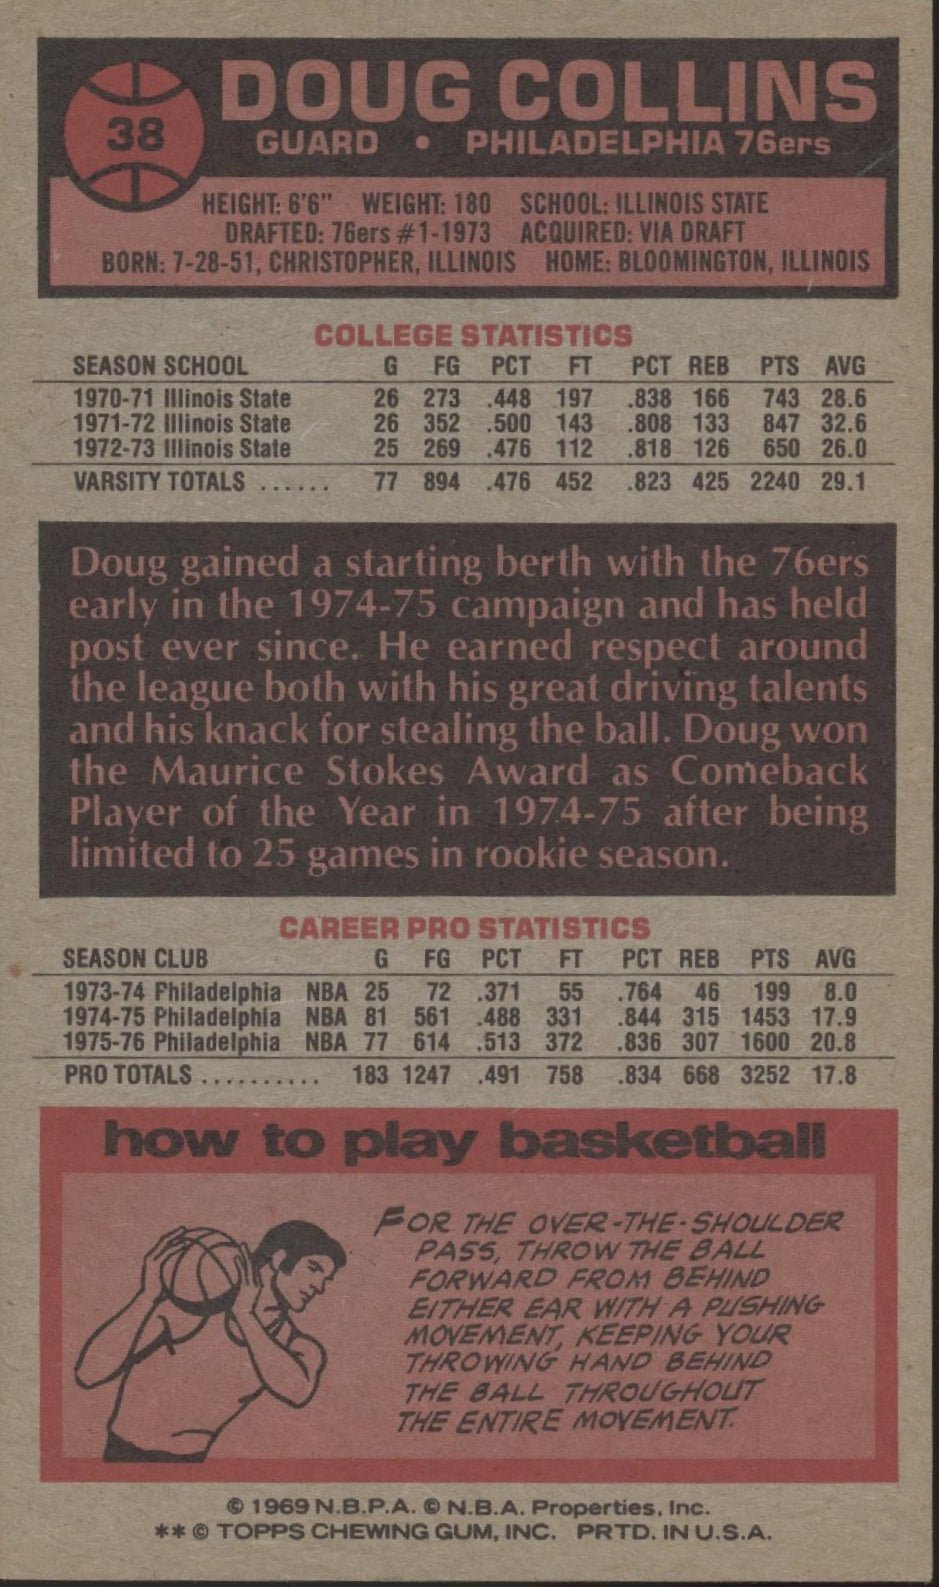 38
DOUG COLLINS
GUARD • PHILADELPHIA 76ers
HEIGHT: 6'6" WEIGHT: 180 SCHOOL: ILLINOIS STATE
DRAFTED: 76ers #1-1973 ACQUIRED: VIA DRAFT
BORN: 7-28-51, CHRISTOPHER, ILLINOIS HOME: BLOOMINGTON, ILLINOIS
COLLEGE STATISTICS
SEASON SCHOOL G FG PCT FT PCT REB PTS AVG
1970-71 Illinois State 26 273 .448 197 .838 166 743 28.6
1971-72 Illinois State 26 352 .500 143 .808 133 847 32.6
1972-73 Illinois State 25 269 .476 112 .818 126 650 26.0
VARSITY TOTALS ...... 77 894 .476 452 .823 425 2240 29.1
Doug gained a starting berth with the 76ers
early in the 1974-75 campaign and has held
post ever since. He earned respect around
the league both with his great driving talents
and his knack for stealing the ball. Doug won
the Maurice Stokes Award as Comeback
Player of the Year in 1974-75 after being
limited to 25 games in rookie season.
CAREER PRO STATISTICS
SEASON CLUB G FG PCT FT PCT REB PTS AVG
1973-74 Philadelphia NBA 25 72 .371 55 .764 46 199 8.0
1974-75 Philadelphia NBA 81 561 .488 331 .844 315 1453 17.9
1975-76 Philadelphia NBA 77 614 .513 372 .836 307 1600 20.8
PRO TOTALS .......... 183 1247 .491 758 .834 668 3252 17.8
how to play basketball
FOR THE OVER-THE-SHOULDER
PASS, THROW THE BALL
FORWARD FROM BEHIND
EITHER EAR WITH A PUSHING
MOVEMENT, KEEPING YOUR
THROWING HAND BEHIND
THE BALL THROUGHOUT
THE ENTIRE MOVEMENT.
© 1969 N.B.P.A. © N.B.A. Properties, Inc.
** © TOPPS CHEWING GUM, INC. PRTD. IN U.S.A.